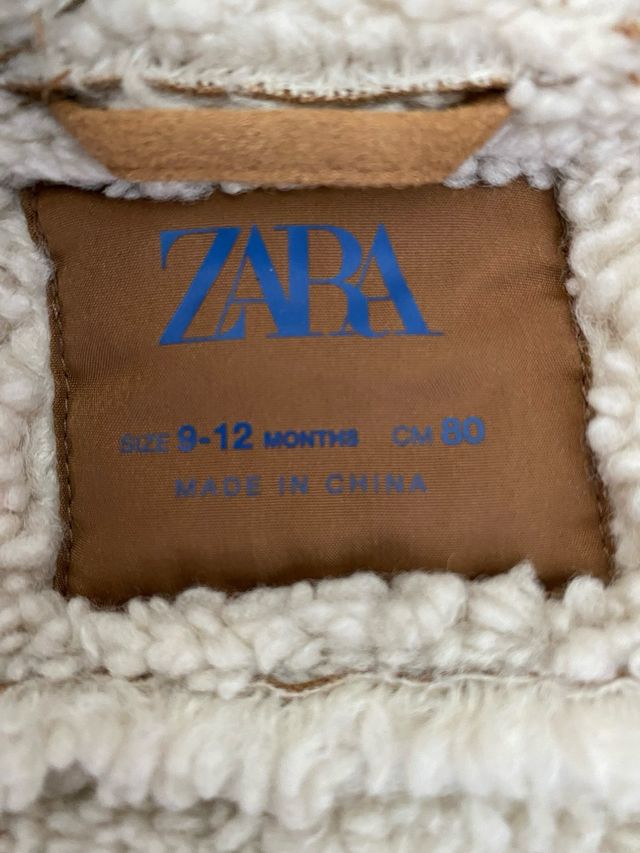 ZARA
SIZE 9-12 MONTHS CM 80
MADE IN CHINA